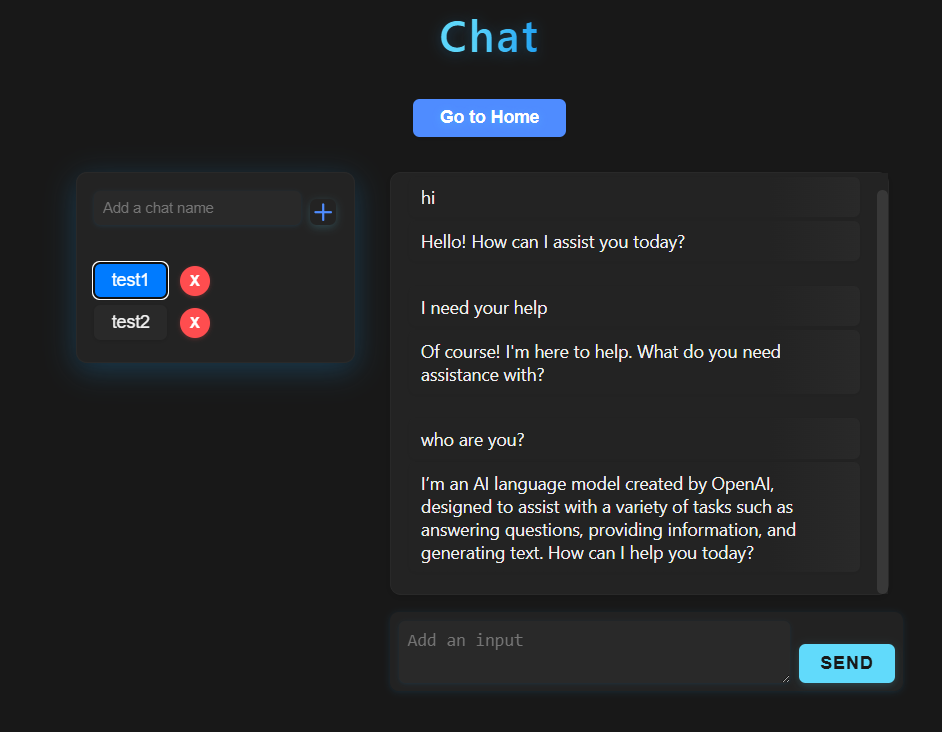 Chat
Go to Home
Add a chat name
+
test1
X
test2
X
hi
Hello! How can I assist you today?
I need your help
Of course! I'm here to help. What do you need
assistance with?
who are you?
I’m an AI language model created by OpenAI,
designed to assist with a variety of tasks such as
answering questions, providing information, and
generating text. How can I help you today?
Add an input
SEND